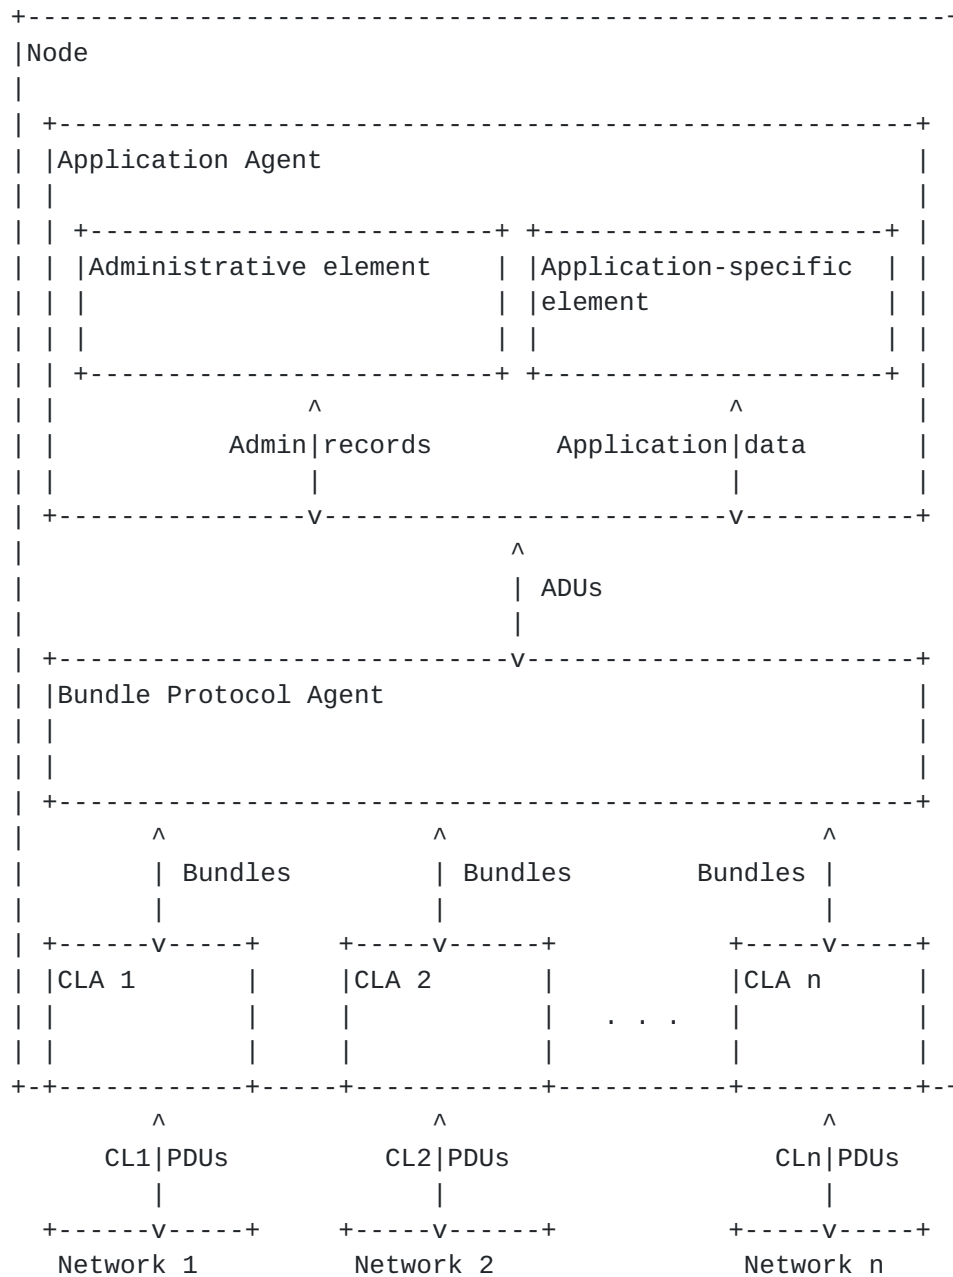 Node
Application Agent
Administrative element Application-specific
element
Admin|records Application|data
ADUs
Bundle Protocol Agent
Bundles Bundles Bundles
CLA 1 CLA 2 CLA n
. . .
CL1|PDUs CL2|PDUs CLn|PDUs
Network 1 Network 2 Network n